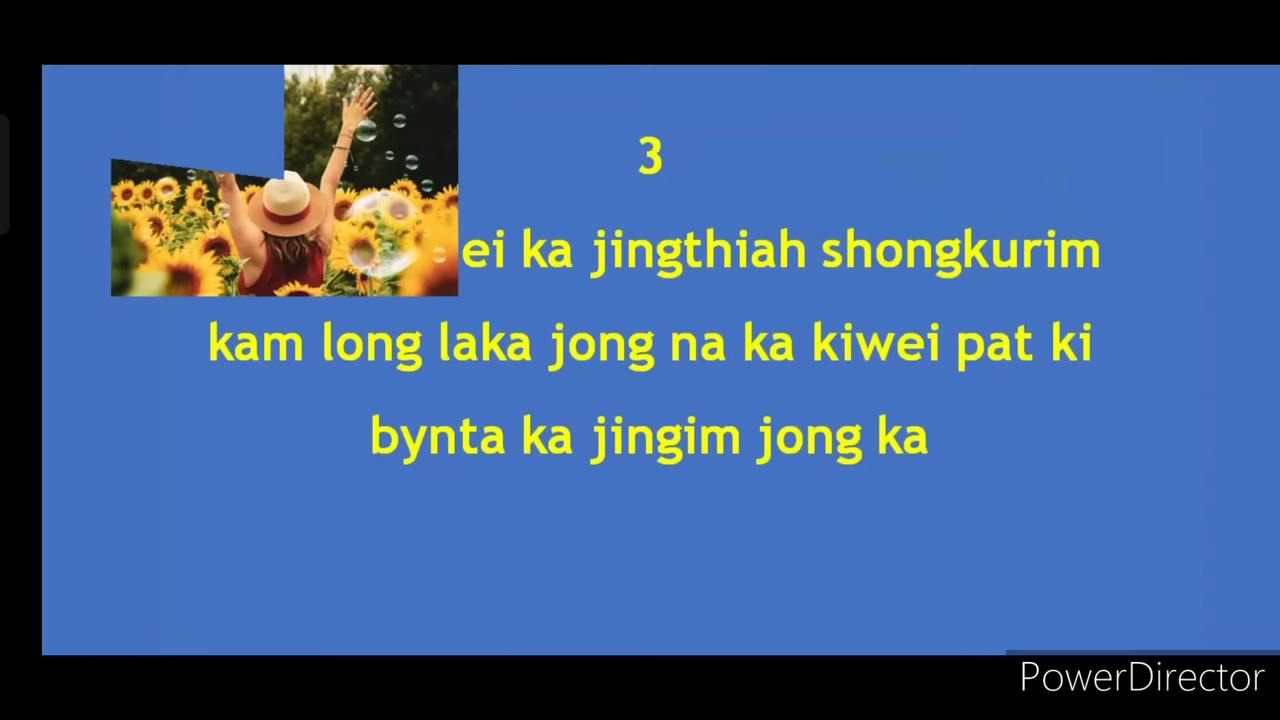 3
ka jingthiah shongkurim
kam long laka jong na ka kiwei pat ki
bynta ka jingim jong ka
PowerDirector